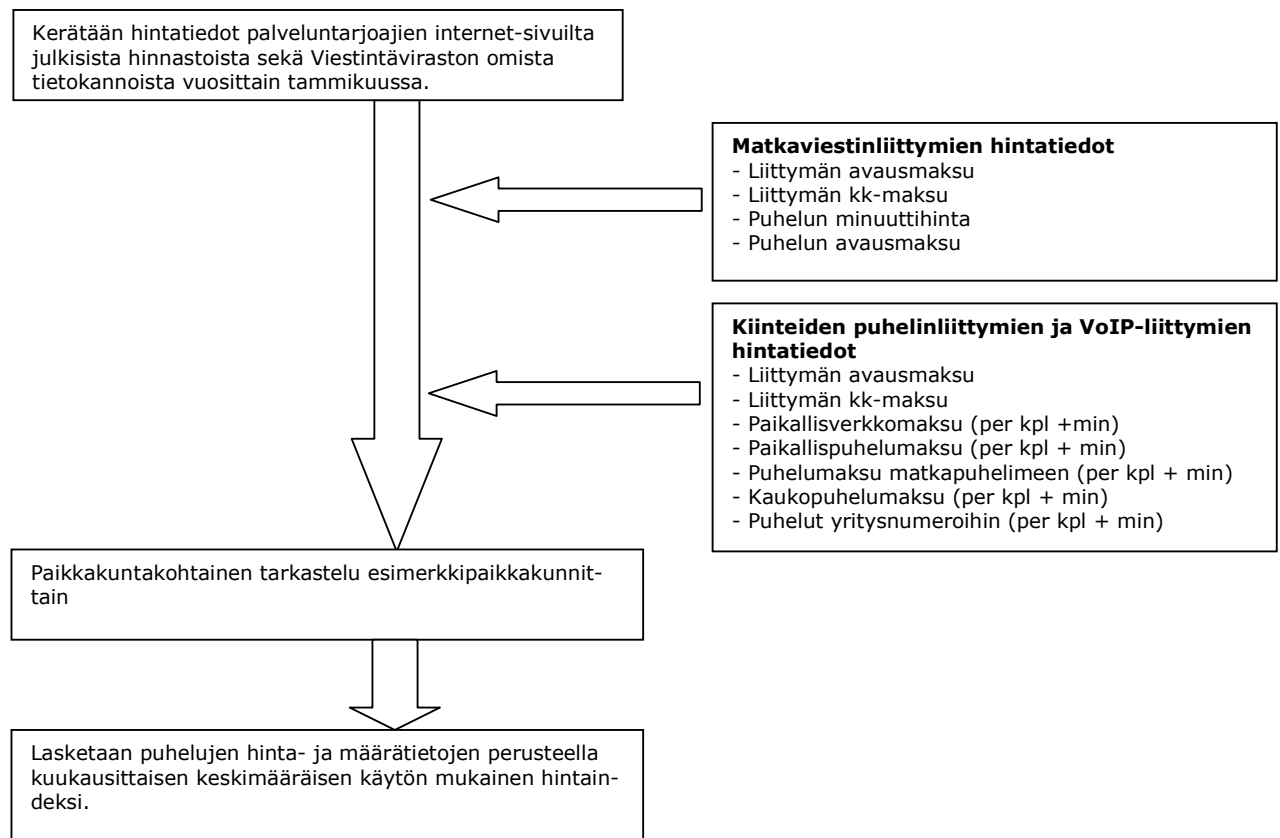 Kerätään hintatiedot palveluntarjoajien internet-sivuilta
julkisista hinnastoista sekä Viestintäviraston omista
tietokannoista vuosittain tammikuussa.
Matkaviestinliittymien hintatiedot
- Liittymän avausmaksu
- Liittymän kk-maksu
- Puhelun minuuttihinta
- Puhelun avausmaksu
Kiinteiden puhelinliittymien ja VoIP-liittymien
hintatiedot
- Liittymän avausmaksu
- Liittymän kk-maksu
- Paikallisverkkomaksu (per kpl +min)
- Paikallispuhelumaksu (per kpl + min)
- Puhelumaksu matkapuhelimeen (per kpl + min)
- Kaukopuhelumaksu (per kpl + min)
- Puhelut yritysnumeroihin (per kpl + min)
Paikkakuntakohtainen tarkastelu esimerkkipaikkakunnit-
tain
Lasketaan puhelujen hinta- ja määrätietojen perusteella
kuukausittaisen keskimääräisen käytön mukainen hintain-
deksi.